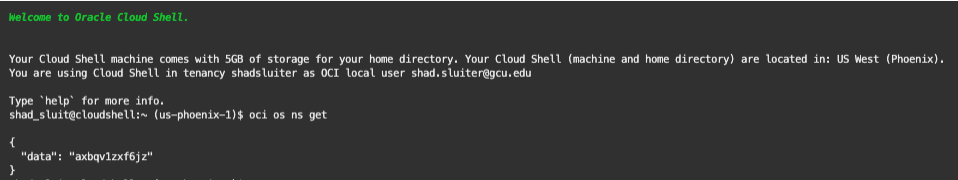 Welcome to Oracle Cloud Shell.
Your Cloud Shell machine comes with 5GB of storage for your home directory. Your Cloud Shell (machine and home directory) are located in: US West (Phoenix).
You are using Cloud Shell in tenancy shadsluiter as OCI local user shad.sluiter@gcu.edu
Type `help` for more info.
shad_sluit@cloudshell:~ (us-phoenix-1)$ oci os ns get
{
  "data": "axbqv1zxf6jz"
}